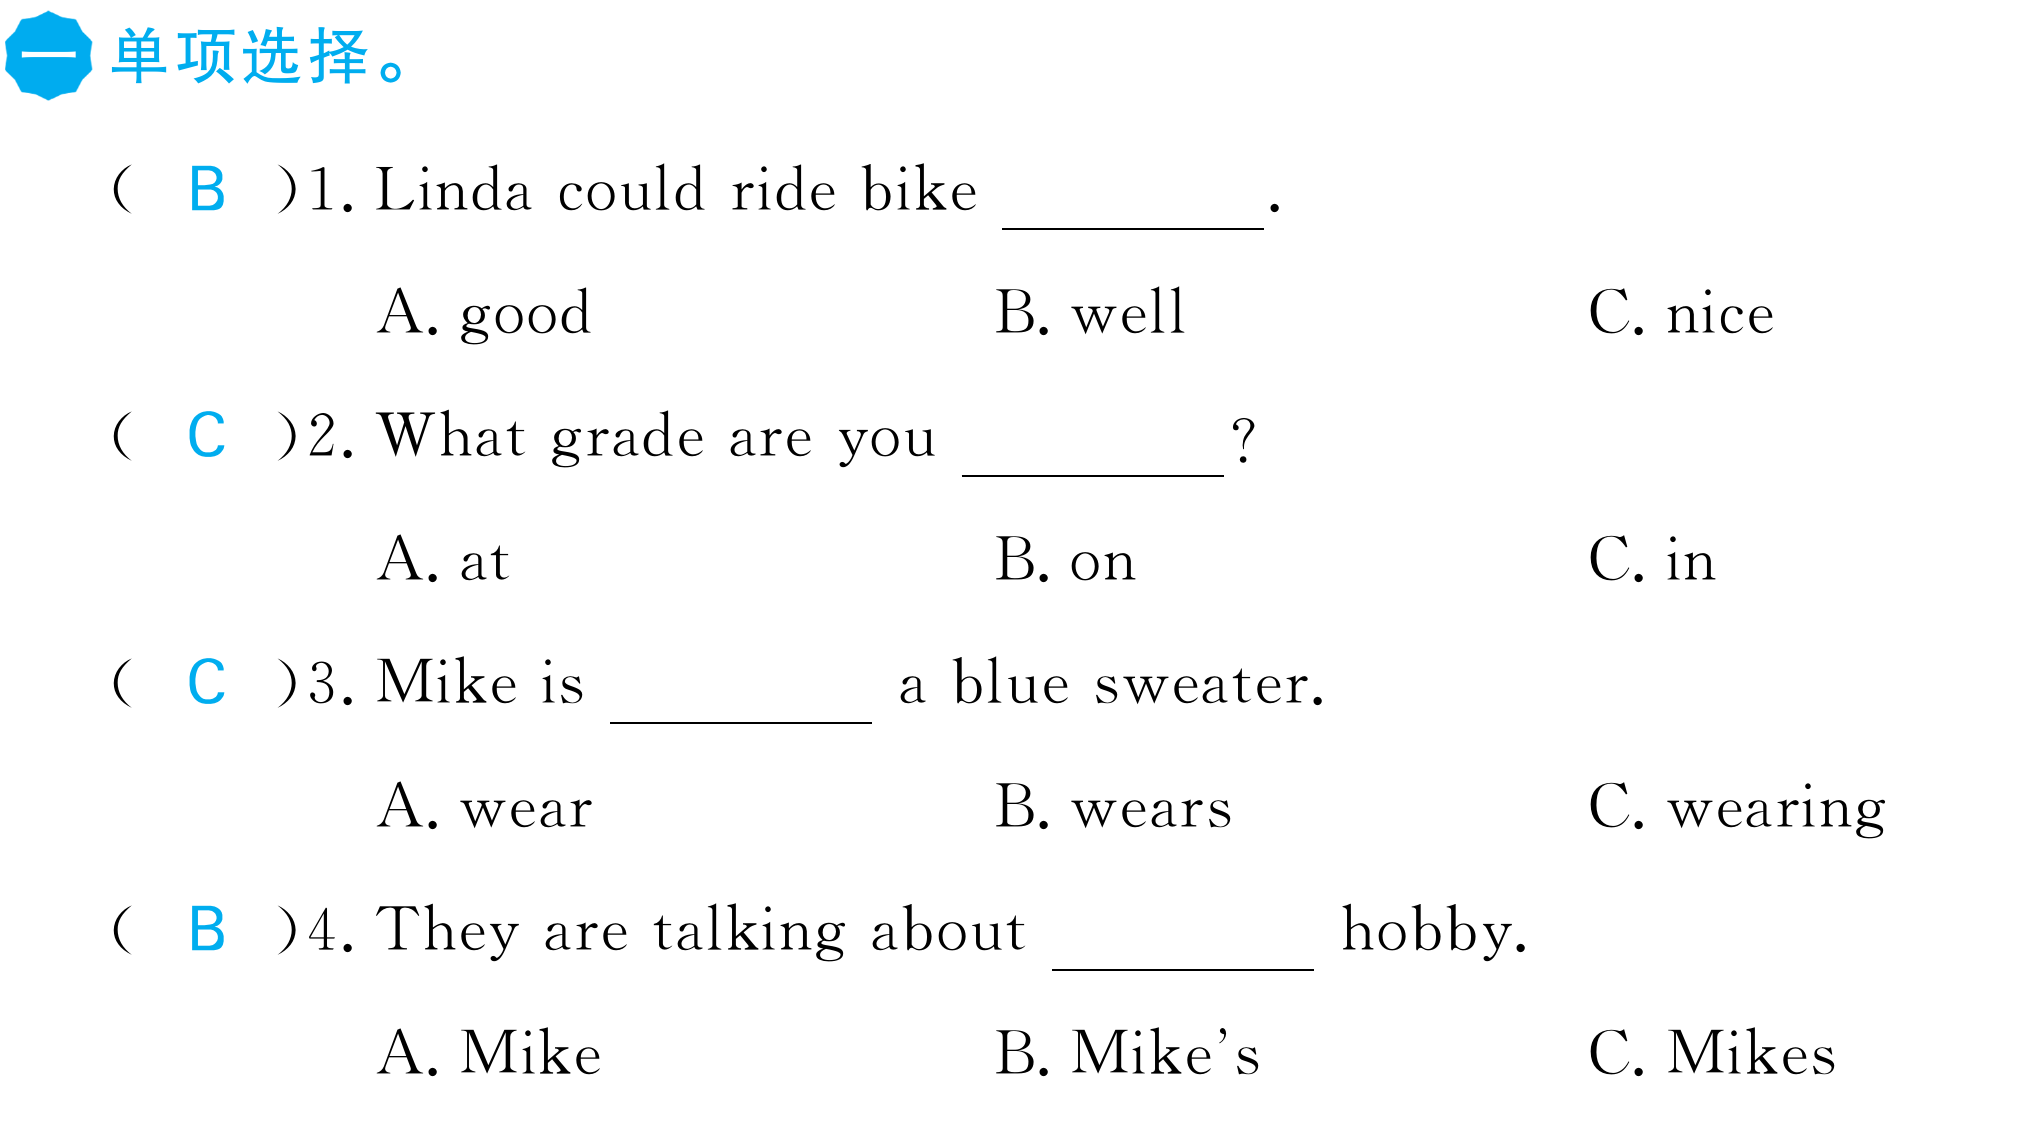 一 单项选择。
( B )1. Linda could ride bike ________.
A. good B. well C. nice
( C )2. What grade are you ________?
A. at B. on C. in
( C )3. Mike is ________ a blue sweater.
A. wear B. wears C. wearing
( B )4. They are talking about ________ hobby.
A. Mike B. Mike's C. Mikes